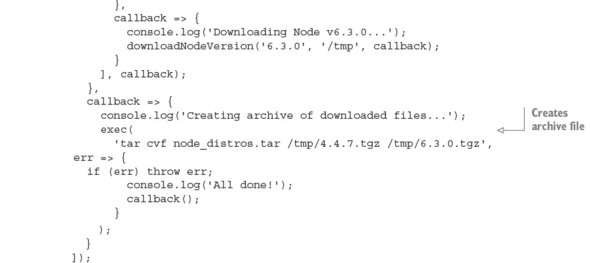 },
callback => {
console.log('Downloading Node v6.3.0...');
downloadNodeVersion('6.3.0', '/tmp', callback);
}
], callback);
},
callback => {
console.log('Creating archive of downloaded files...');
exec(
'tar cvf node_distros.tar /tmp/4.4.7.tgz /tmp/6.3.0.tgz',
err => {
if (err) throw err;
console.log('All done!');
callback();
}
);
}
]);
Creates
archive file